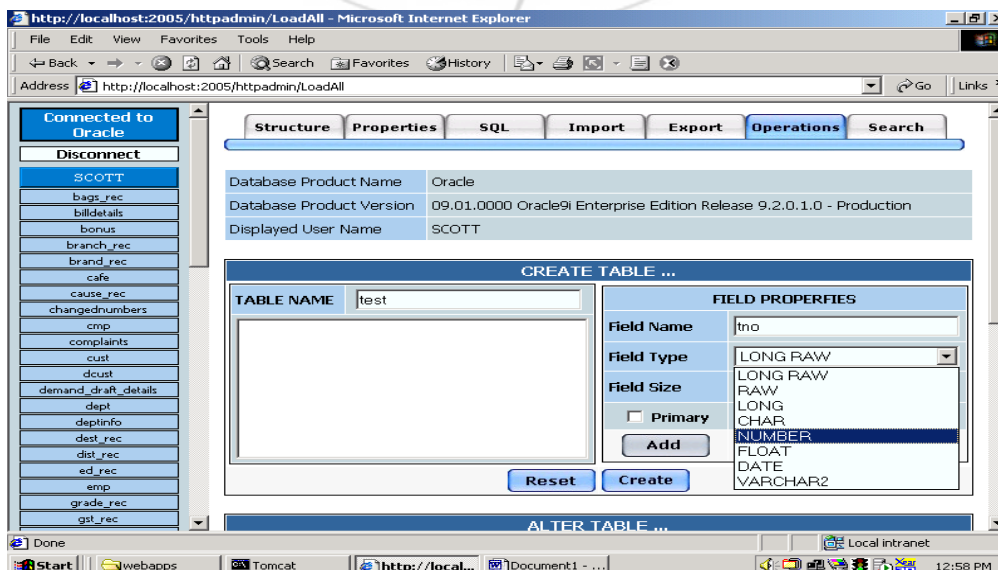 http://localhost:2005/httpadmin/LoadAll - Microsoft Internet Explorer
File Edit View Favorites Tools Help
Back Search Favorites History
Address http://localhost:2005/httpadmin/LoadAll Go Links
Connected to
Oracle
Disconnect
SCOTT
bags_rec
billdetails
bonus
branch_rec
brand_rec
cafe
cause_rec
changednumbers
cmp
complaints
cust
dcust
demand_draft_details
dept
deptinfo
dest_rec
dist_rec
ed_rec
emp
grade_rec
gst_rec
Structure Properties SQL Import Export Operations Search
Database Product Name Oracle
Database Product Version 09.01.0000 Oracle9i Enterprise Edition Release 9.2.0.1.0 - Production
Displayed User Name SCOTT
CREATE TABLE ...
TABLE NAME test
FIELD PROPERFIES
Field Name tno
Field Type LONG RAW
Field Size
LONG RAW
RAW
LONG
CHAR
NUMBER
FLOAT
DATE
VARCHAR2
Primary
Add
Reset Create
ALTER TABLE ...
Done Local intranet
Start webapps Tomcat http://local... Document1 - ... 12:58 PM